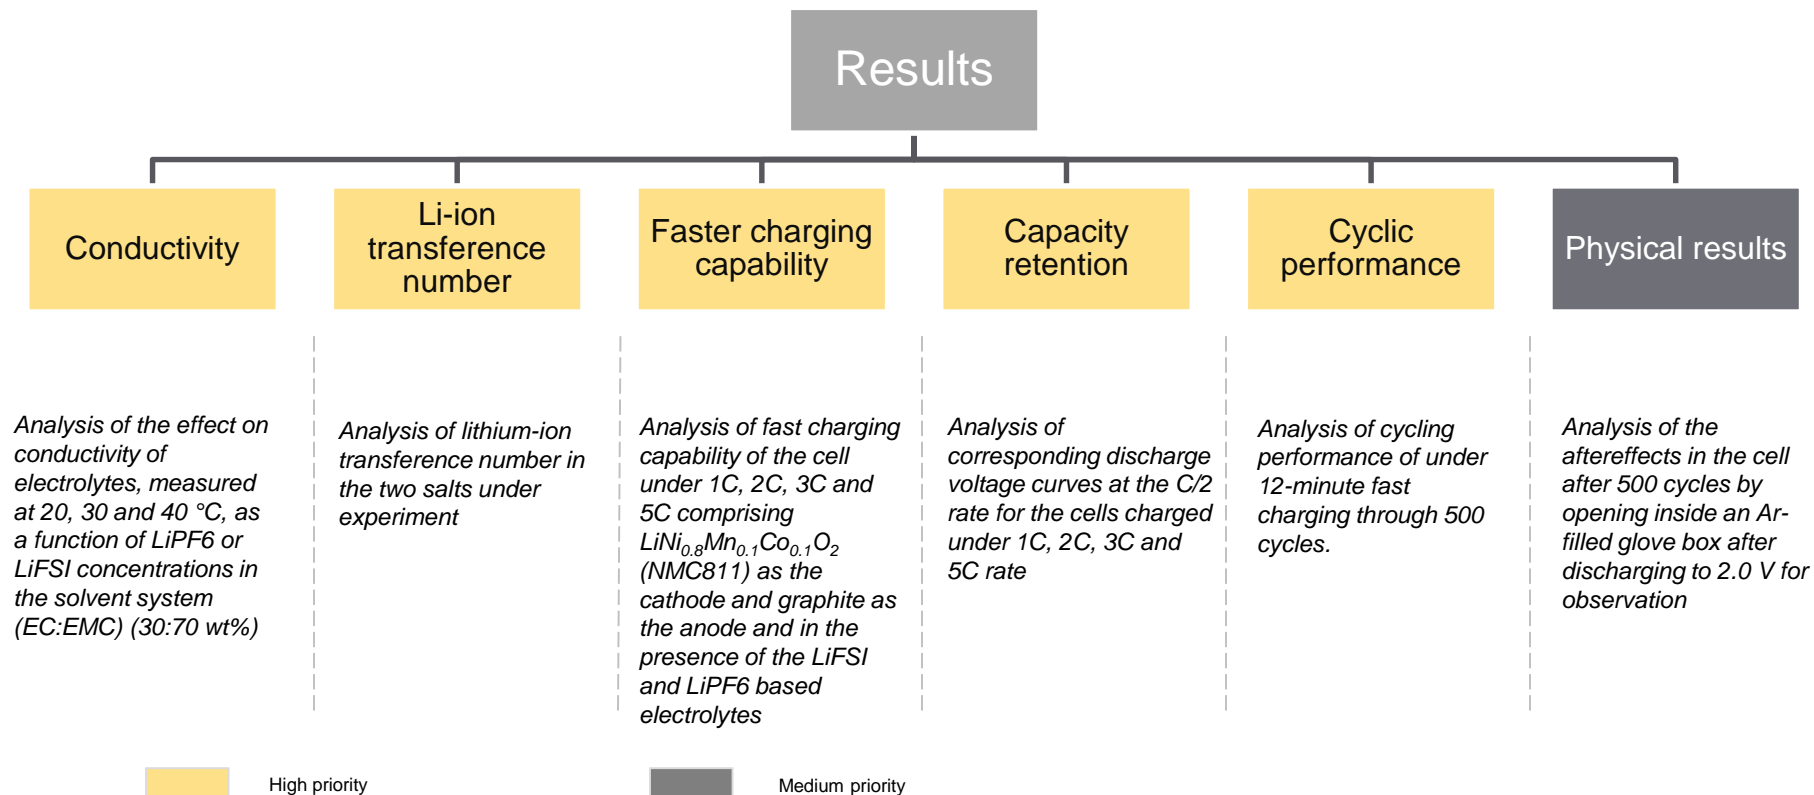 Results
Conductivity
Li-ion
transference
number
Faster charging
capability
Capacity
retention
Cyclic
performance
Physical results
Analysis of the effect on
conductivity of
electrolytes, measured
at 20, 30 and 40 °C, as
a function of LiPF6 or
LiFSI concentrations in
the solvent system
(EC:EMC) (30:70 wt%)
Analysis of lithium-ion
transference number in
the two salts under
experiment
Analysis of fast charging
capability of the cell
under 1C, 2C, 3C and
5C comprising
LiNi0.8Mn0.1Co0.1O2
(NMC811) as the
cathode and graphite as
the anode and in the
presence of the LiFSI
and LiPF6 based
electrolytes
Analysis of
corresponding discharge
voltage curves at the C/2
rate for the cells charged
under 1C, 2C, 3C and
5C rate
Analysis of cycling
performance of under
12-minute fast
charging through 500
cycles.
Analysis of the
aftereffects in the cell
after 500 cycles by
opening inside an Ar-
filled glove box after
discharging to 2.0 V for
observation
High priority
Medium priority